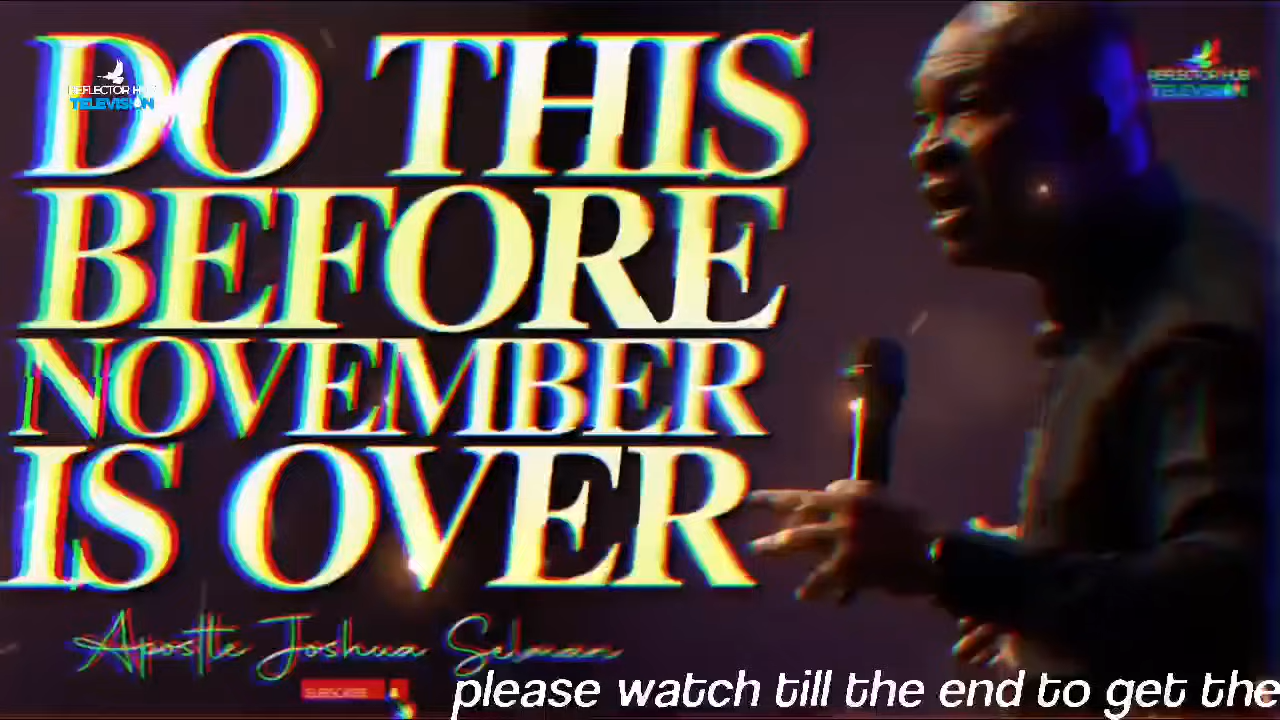 DO THIS
BEFORE
NOVEMBER
IS OVER
REFLECTOR HUB
TELEVISION
REFLECTOR HUB
TELEVISION
Apostle Joshua Selman
SUBSCRIBE
please watch till the end to get the